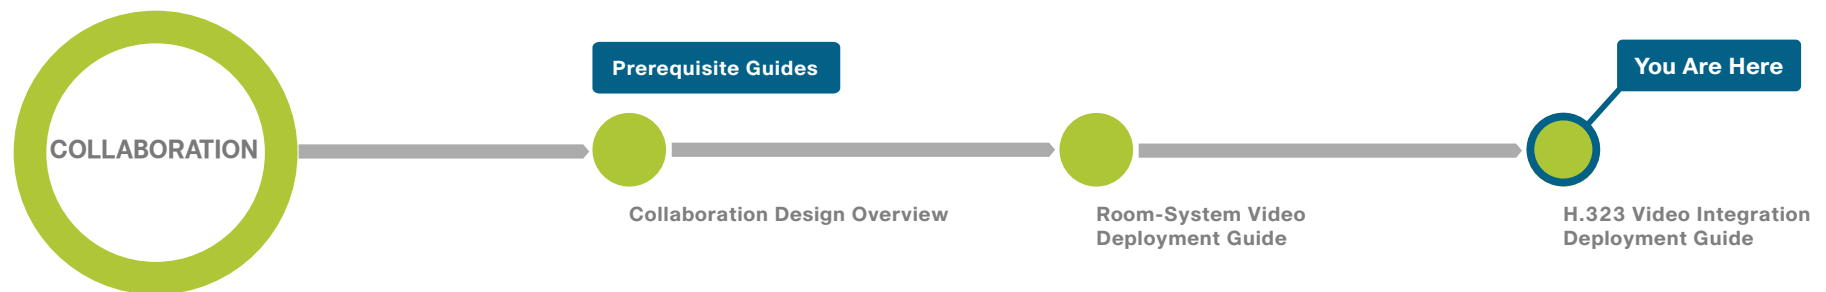 COLLABORATION
Prerequisite Guides
Collaboration Design Overview
Room-System Video
Deployment Guide
You Are Here
H.323 Video Integration
Deployment Guide